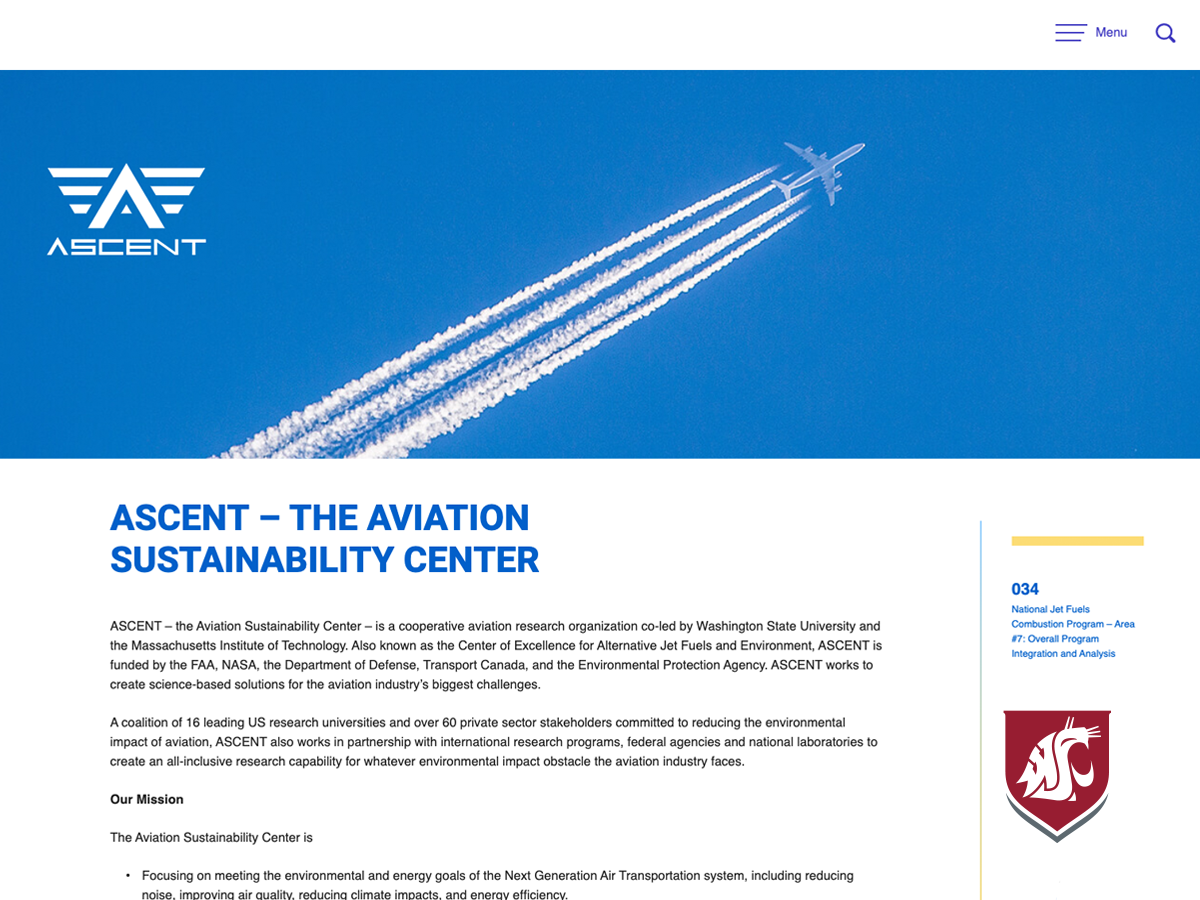 Menu
ASCENT
ASCENT – THE AVIATION
SUSTAINABILITY CENTER
ASCENT – the Aviation Sustainability Center – is a cooperative aviation research organization co-led by Washington State University and
the Massachusetts Institute of Technology. Also known as the Center of Excellence for Alternative Jet Fuels and Environment, ASCENT is
funded by the FAA, NASA, the Department of Defense, Transport Canada, and the Environmental Protection Agency. ASCENT works to
create science-based solutions for the aviation industry’s biggest challenges.
A coalition of 16 leading US research universities and over 60 private sector stakeholders committed to reducing the environmental
impact of aviation, ASCENT also works in partnership with international research programs, federal agencies and national laboratories to
create an all-inclusive research capability for whatever environmental impact obstacle the aviation industry faces.
Our Mission
The Aviation Sustainability Center is
• Focusing on meeting the environmental and energy goals of the Next Generation Air Transportation system, including reducing
noise, improving air quality, reducing climate impacts, and energy efficiency.
034
National Jet Fuels
Combustion Program – Area
#7: Overall Program
Integration and Analysis
WSC